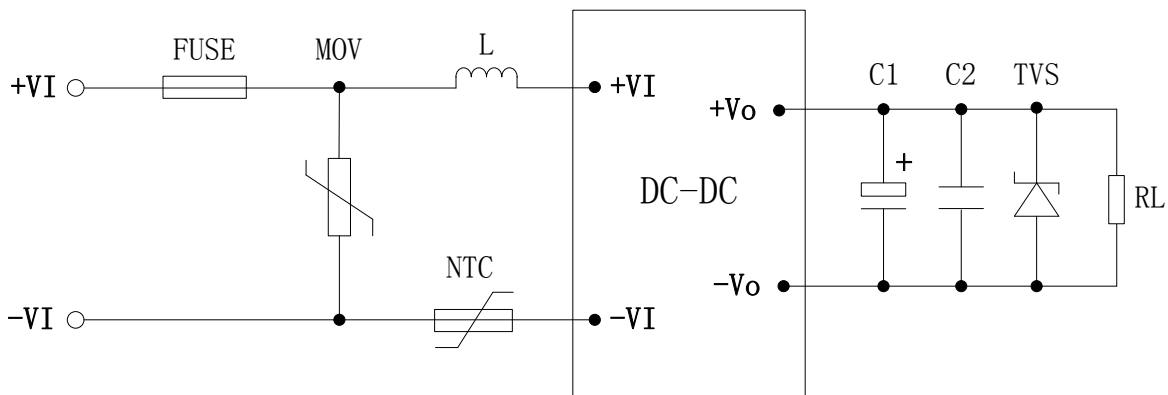 FUSE
MOV
L
+VI
+VI
C1
C2
TVS
+Vo
+
DC-DC
RL
NTC
-Vo
-VI
-VI